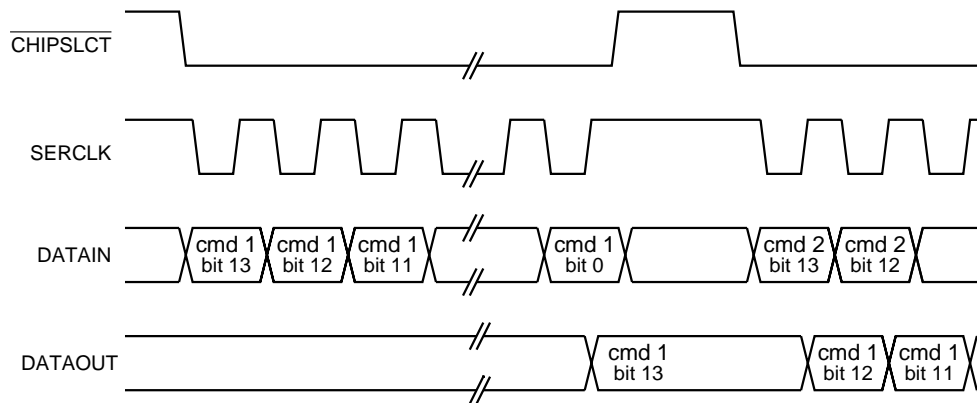 CHIPSLCT
SERCLK
DATAIN
cmd 1 cmd 1 cmd 1 cmd 1 cmd 2 cmd 2
bit 13 bit 12 bit 11 bit 0 bit 13 bit 12
DATAOUT
cmd 1 cmd 1 cmd 1
bit 13 bit 12 bit 11